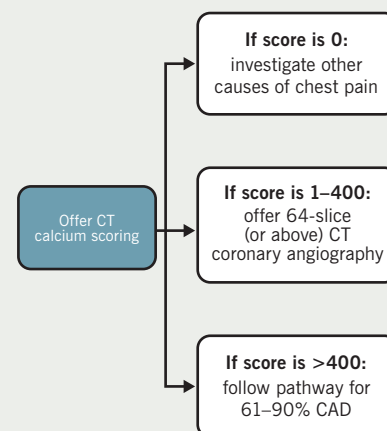 If score is 0:
investigate other
causes of chest pain
Offer CT
calcium scoring
If score is 1–400:
offer 64-slice
(or above) CT
coronary angiography
If score is >400:
follow pathway for
61–90% CAD